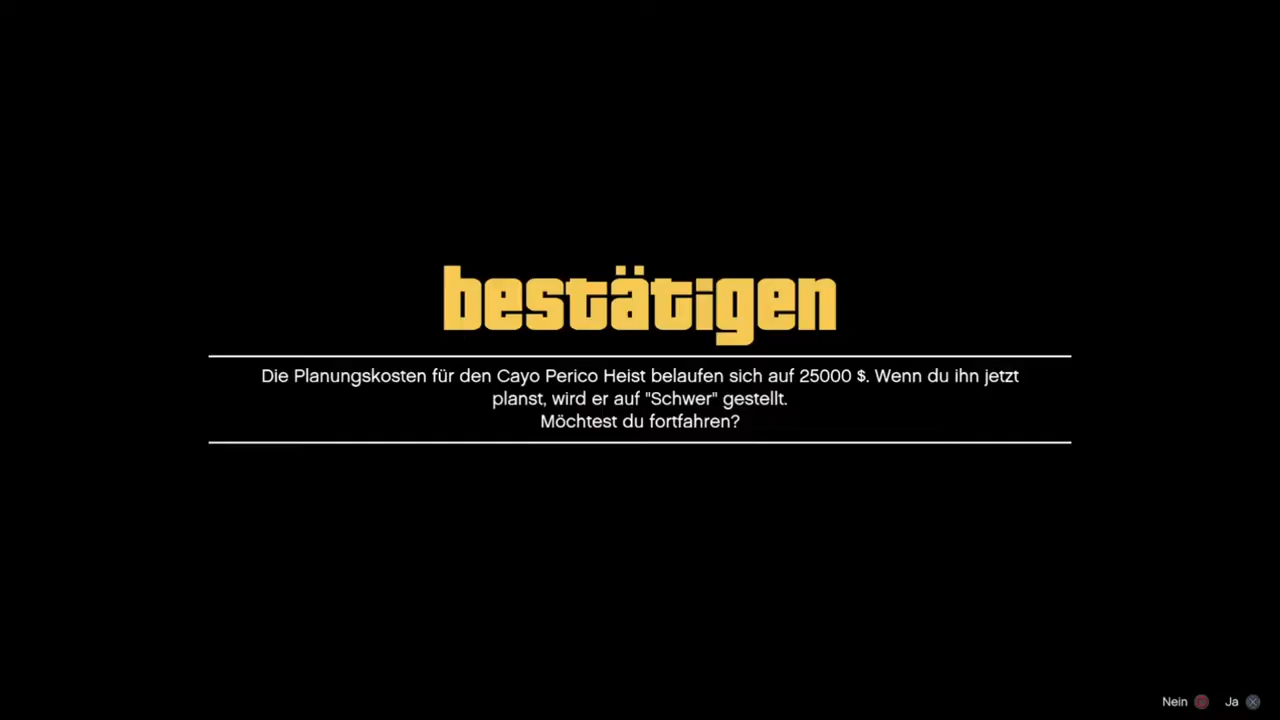 bestätigen
Die Planungskosten für den Cayo Perico Heist belaufen sich auf 25000 $. Wenn du ihn jetzt
planst, wird er auf "Schwer" gestellt.
Möchtest du fortfahren?
Nein Ja